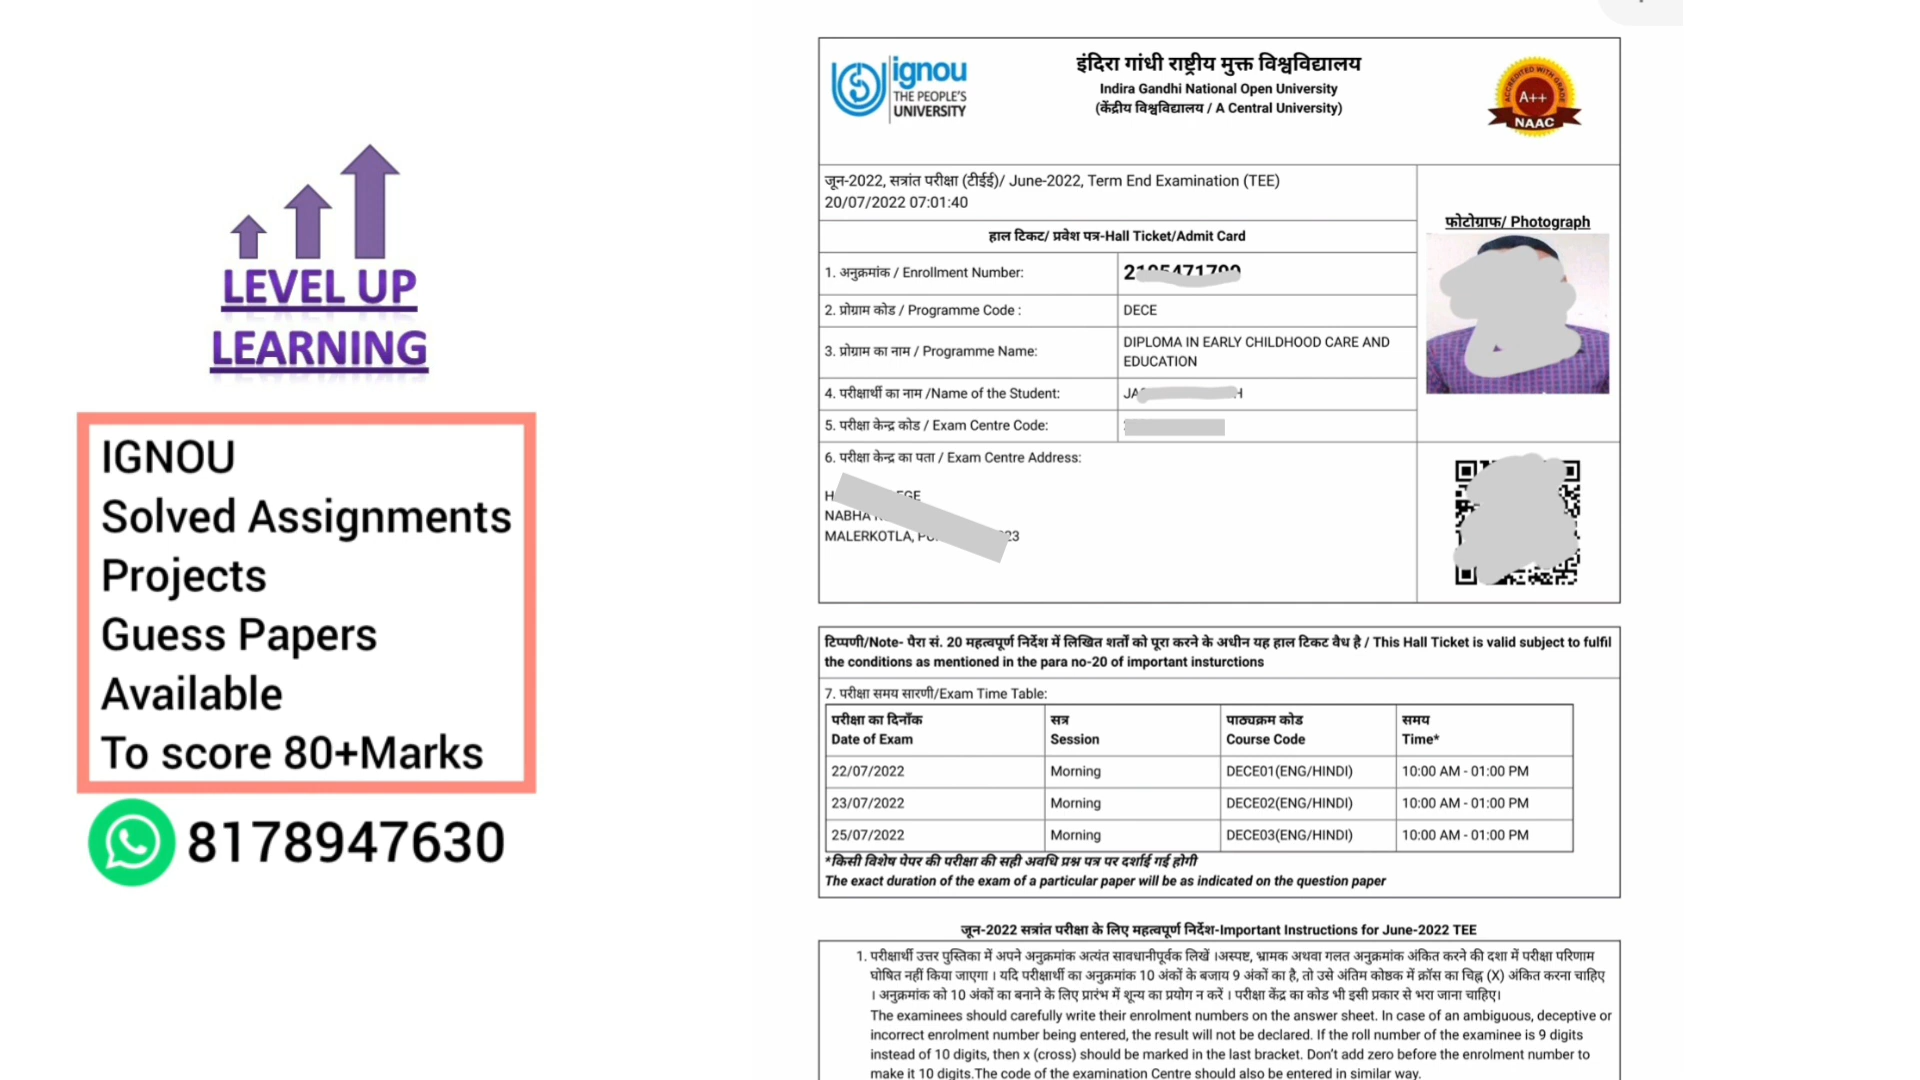 LEVEL UP
LEARNING
IGNOU
Solved Assignments
Projects
Guess Papers
Available
To score 80+Marks
8178947630
ignou
THE PEOPLE'S
UNIVERSITY
इंदिरा गांधी राष्ट्रीय मुक्त विश्वविद्यालय
Indira Gandhi National Open University
(केंद्रीय विश्वविद्यालय / A Central University)
ACCREDITED WITH GRADE
A++
NAAC
जून-2022, सत्रांत परीक्षा (टीईई)/ June-2022, Term End Examination (TEE)
20/07/2022 07:01:40
हाल टिकट/ प्रवेश पत्र-Hall Ticket/Admit Card
फोटोग्राफ/ Photograph
1. अनुक्रमांक / Enrollment Number:
2. प्रोग्राम कोड / Programme Code : DECE
3. प्रोग्राम का नाम / Programme Name: DIPLOMA IN EARLY CHILDHOOD CARE AND
EDUCATION
4. परीक्षार्थी का नाम /Name of the Student:
5. परीक्षा केन्द्र कोड / Exam Centre Code:
6. परीक्षा केन्द्र का पता / Exam Centre Address:
NABHA
MALERKOTLA,
टिप्पणी/Note- पैरा सं. 20 महत्वपूर्ण निर्देश में लिखित शर्तों को पूरा करने के अधीन यह हाल टिकट वैध है / This Hall Ticket is valid subject to fulfil
the conditions as mentioned in the para no-20 of important insturctions
7. परीक्षा समय सारणी/Exam Time Table:
परीक्षा का दिनाँक सत्र पाठ्यक्रम कोड समय
Date of Exam Session Course Code Time*
22/07/2022 Morning DECE01(ENG/HINDI) 10:00 AM - 01:00 PM
23/07/2022 Morning DECE02(ENG/HINDI) 10:00 AM - 01:00 PM
25/07/2022 Morning DECE03(ENG/HINDI) 10:00 AM - 01:00 PM
*किसी विशेष पेपर की परीक्षा की सही अवधि प्रश्न पत्र पर दर्शाई गई होगी
The exact duration of the exam of a particular paper will be as indicated on the question paper
जून-2022 सत्रांत परीक्षा के लिए महत्वपूर्ण निर्देश-Important Instructions for June-2022 TEE
1. परीक्षार्थी उत्तर पुस्तिका में अपने अनुक्रमांक अत्यंत सावधानीपूर्वक लिखें ।अस्पष्ट, भ्रामक अथवा गलत अनुक्रमांक अंकित करने की दशा में परीक्षा परिणाम
घोषित नहीं किया जाएगा । यदि परीक्षार्थी का अनुक्रमांक 10 अंकों के बजाय 9 अंकों का है, तो उसे अंतिम कोष्ठक में क्रॉस का चिह्न (X) अंकित करना चाहिए
। अनुक्रमांक को 10 अंकों का बनाने के लिए प्रारंभ में शून्य का प्रयोग न करें । परीक्षा केंद्र का कोड भी इसी प्रकार से भरा जाना चाहिए।
The examinees should carefully write their enrolment numbers on the answer sheet. In case of an ambiguous, deceptive or
incorrect enrolment number being entered, the result will not be declared. If the roll number of the examinee is 9 digits
instead of 10 digits, then x (cross) should be marked in the last bracket. Don't add zero before the enrolment number to
make it 10 digits.The code of the examination Centre should also be entered in similar way.